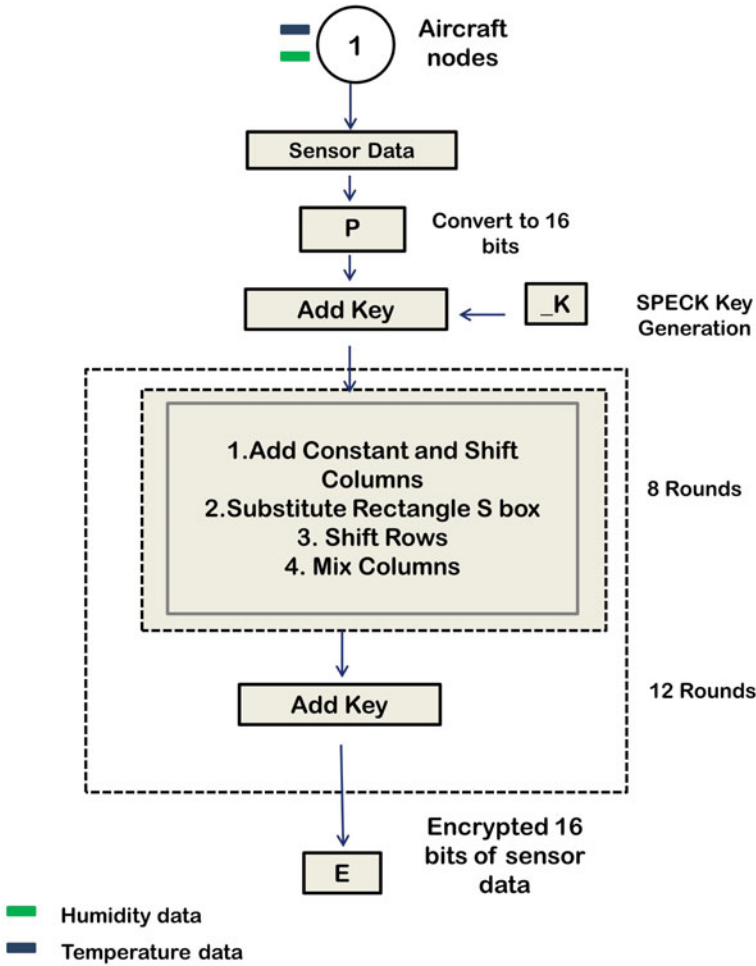 1
Aircraft
nodes
Sensor Data
P
Convert to 16
bits
Add Key
_K
SPECK Key
Generation
1.Add Constant and Shift
Columns
2.Substitute Rectangle S box
3. Shift Rows
4. Mix Columns
8 Rounds
Add Key
12 Rounds
Encrypted 16
bits of sensor
data
E
Humidity data
Temperature data